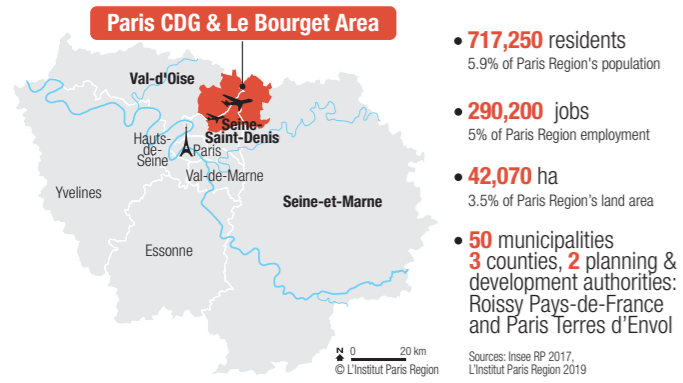 Paris CDG & Le Bourget Area
Val-d'Oise
Seine-
Saint-Denis
Hauts-
de-
Seine
Paris
Val-de-Marne
Yvelines
Seine-et-Marne
Essonne
N 0 20 km
© L'Institut Paris Region
• 717,250 residents
5.9% of Paris Region's population
• 290,200 jobs
5% of Paris Region employment
• 42,070 ha
3.5% of Paris Region's land area
• 50 municipalities
3 counties, 2 planning &
development authorities:
Roissy Pays-de-France
and Paris Terres d'Envol
Sources: Insee RP 2017,
L'Institut Paris Region 2019